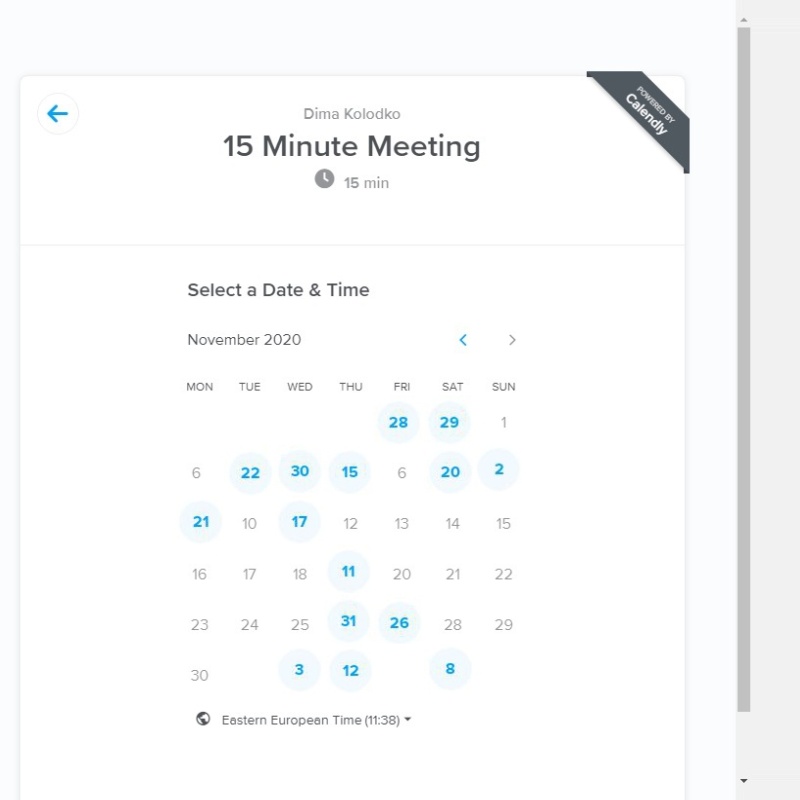 POWERED BY
Calendly
Dima Kolodko
15 Minute Meeting
15 min
Select a Date & Time
November 2020
MON TUE WED THU FRI SAT SUN
28 29 1
6 22 30 15 6 20 2
21 10 17 12 13 14 15
16 17 18 11 20 21 22
23 24 25 31 26 28 29
30 3 12 8
Eastern European Time (11:38)